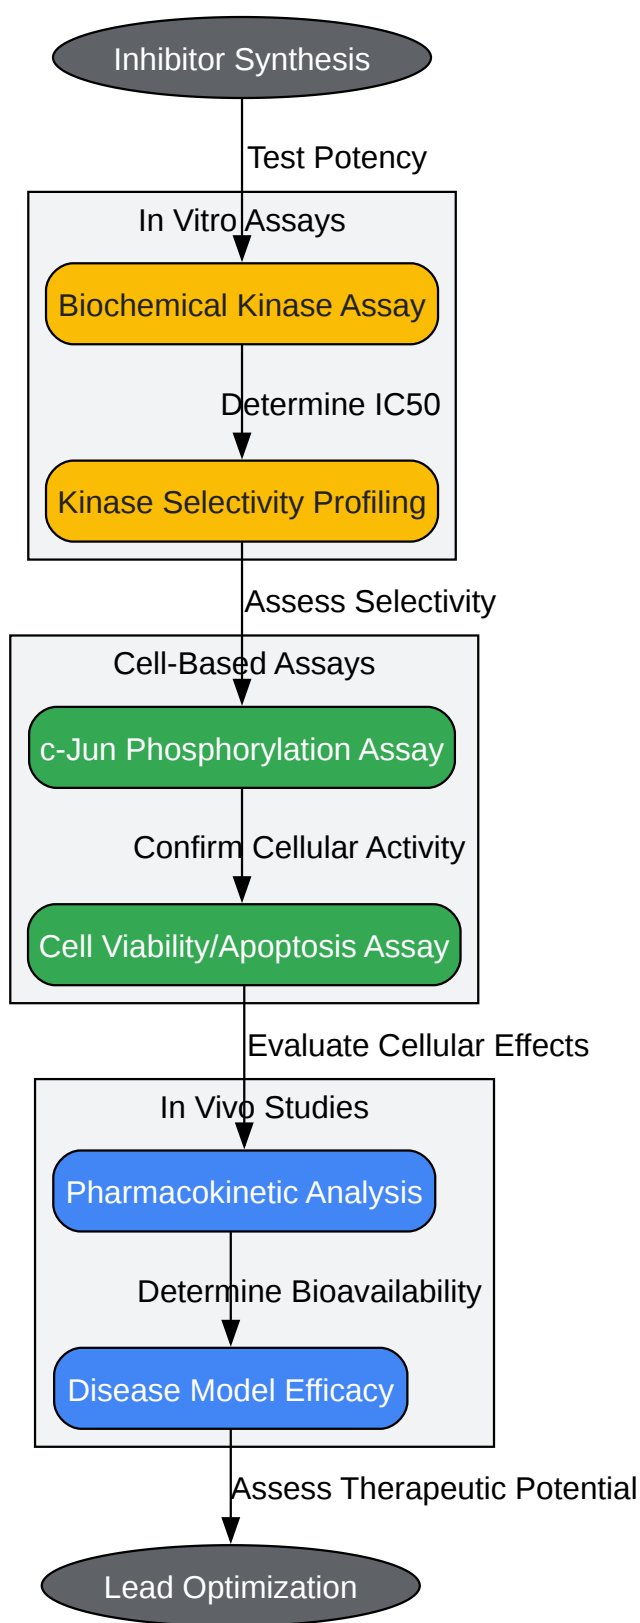 Inhibitor Synthesis
Test Potency
In Vitro Assays
Biochemical Kinase Assay
Determine IC50
Kinase Selectivity Profiling
Assess Selectivity
Cell-Based Assays
c-Jun Phosphorylation Assay
Confirm Cellular Activity
Cell Viability/Apoptosis Assay
Evaluate Cellular Effects
In Vivo Studies
Pharmacokinetic Analysis
Determine Bioavailability
Disease Model Efficacy
Assess Therapeutic Potential
Lead Optimization